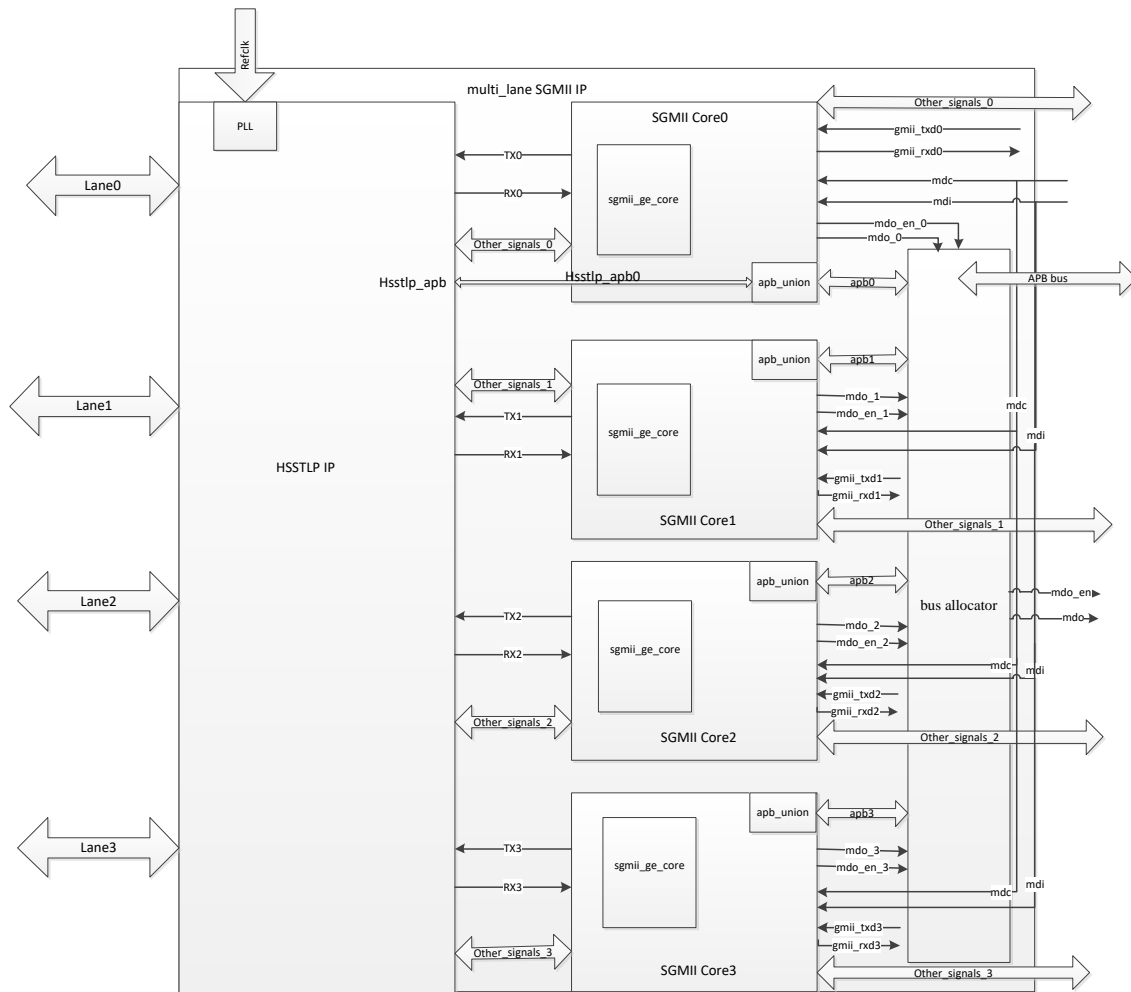 Refclk
multi_lane SGMII IP
PLL
HSSTLP IP
Lane0
Lane1
Lane2
Lane3
Hsstlp_apb
Hsstlp_apb0
TX0
RX0
Other_signals_0
SGMII Core0
sgmii_ge_core
apb_union
Other_signals_0
gmii_txd0
gmii_rxd0
mdc
mdi
mdo_en_0
mdo_0
apb0
APB bus
Other_signals_1
TX1
RX1
sgmii_ge_core
apb_union
SGMII Core1
apb1
mdo_1
mdo_en_1
mdc
mdi
gmii_txd1
gmii_rxd1
Other_signals_1
TX2
RX2
Other_signals_2
sgmii_ge_core
apb_union
SGMII Core2
apb2
bus allocator
mdo_en
mdo
mdo_2
mdo_en_2
mdc
mdi
gmii_txd2
gmii_rxd2
Other_signals_2
TX3
RX3
Other_signals_3
sgmii_ge_core
apb_union
SGMII Core3
apb3
mdo_3
mdo_en_3
mdc
mdi
gmii_txd3
gmii_rxd3
Other_signals_3